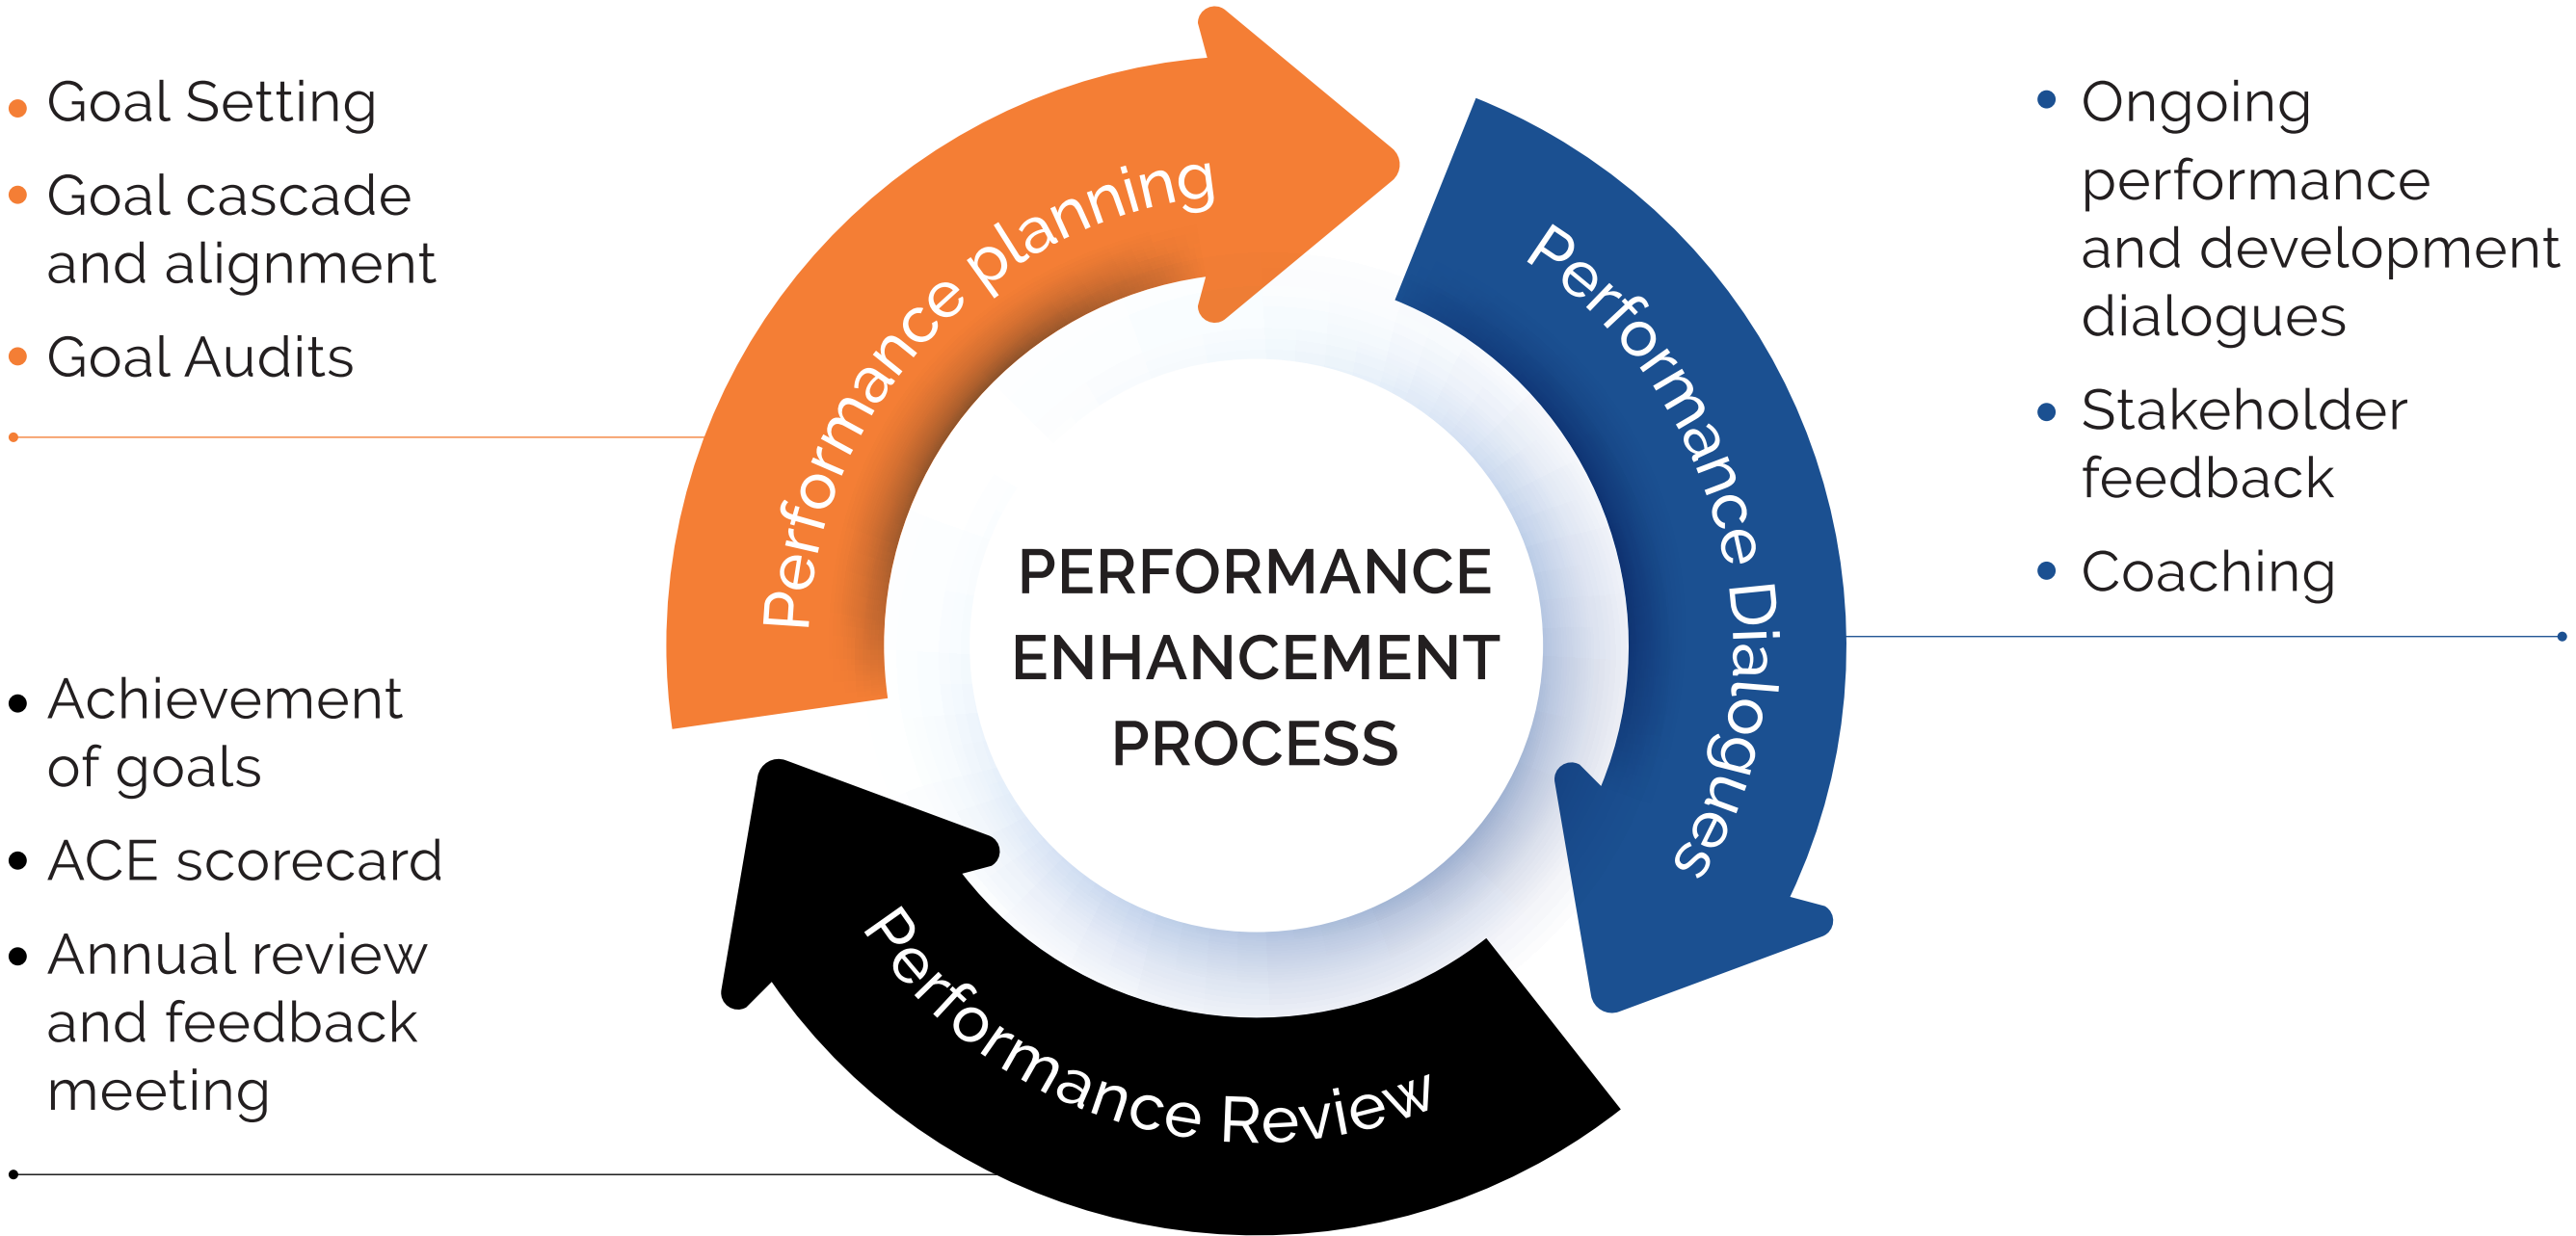 Goal Setting
Goal cascade
and alignment
Goal Audits
Performance planning
Ongoing
performance
and development
dialogues
Stakeholder
feedback
Coaching
Performance Dialogues
PERFORMANCE
ENHANCEMENT
PROCESS
Achievement
of goals
ACE scorecard
Annual review
and feedback
meeting
Performance Review